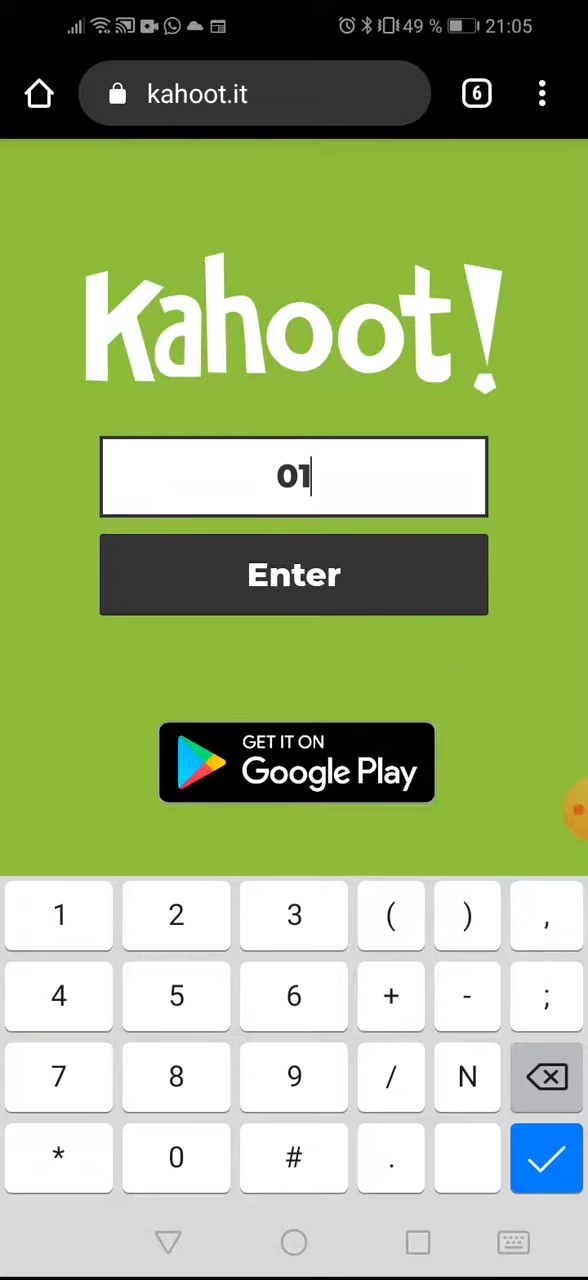 49 % 21:05
kahoot.it 6
Kahoot!
01
Enter
GET IT ON
Google Play
1 2 3 ( ) ,
4 5 6 + - ;
7 8 9 / N
* 0 # .